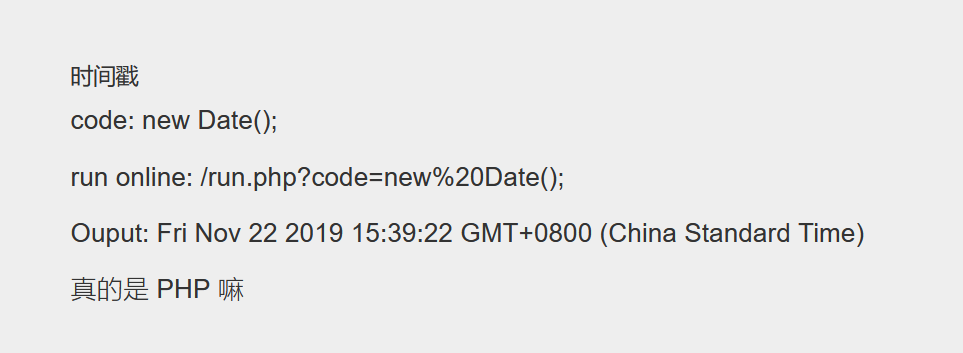 时间戳
code: new Date();
run online: /run.php?code=new%20Date();
Ouput: Fri Nov 22 2019 15:39:22 GMT+0800 (China Standard Time)
真的是 PHP 嘛